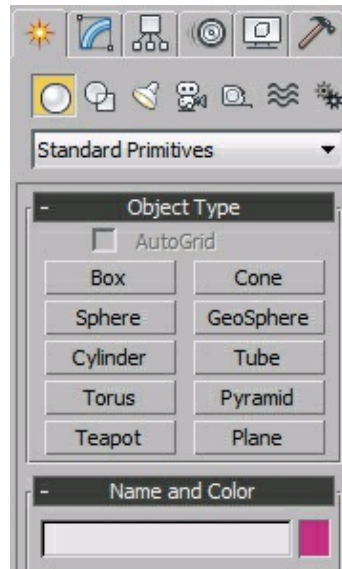 Standard Primitives
- Object Type
AutoGrid
Box Cone
Sphere GeoSphere
Cylinder Tube
Torus Pyramid
Teapot Plane
- Name and Color